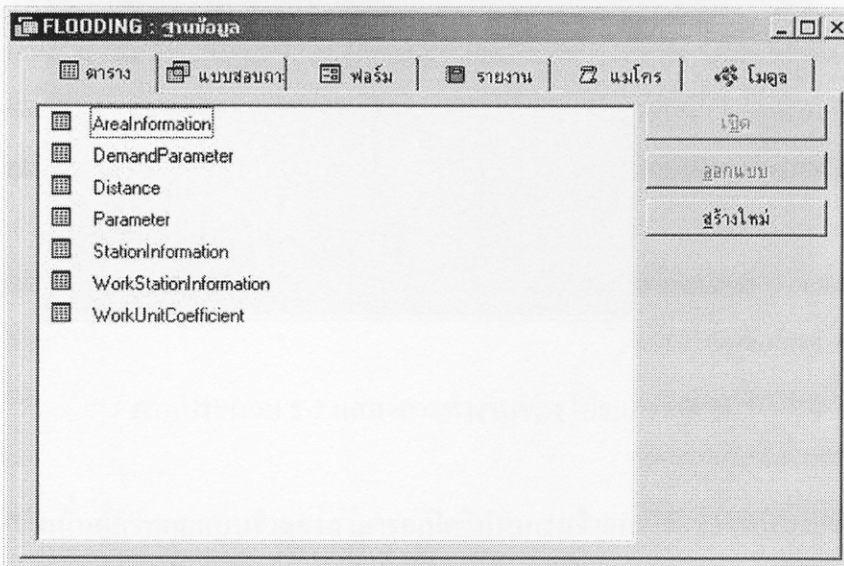 FLOODING : ฐานข้อมูล
ตาราง แบบสอบถา ฟอร์ม รายงาน แมโคร โมดูล
AreaInformation
DemandParameter
Distance
Parameter
StationInformation
WorkStationInformation
WorkUnitCoefficient
เปิด
ออกแบบ
สร้างใหม่